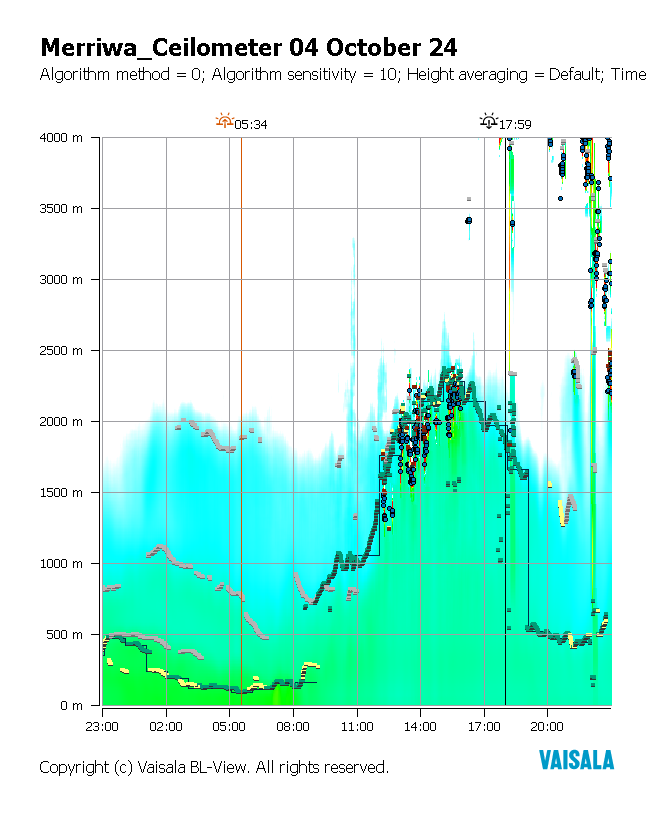 Merriwa_Ceilometer 04 October 24
Algorithm method = 0; Algorithm sensitivity = 10; Height averaging = Default; Time
05:34 17:59
4000 m
3500 m
3000 m
2500 m
2000 m
1500 m
1000 m
500 m
0 m
23:00 02:00 05:00 08:00 11:00 14:00 17:00 20:00
Copyright (c) Vaisala BL-View. All rights reserved.
VAISALA